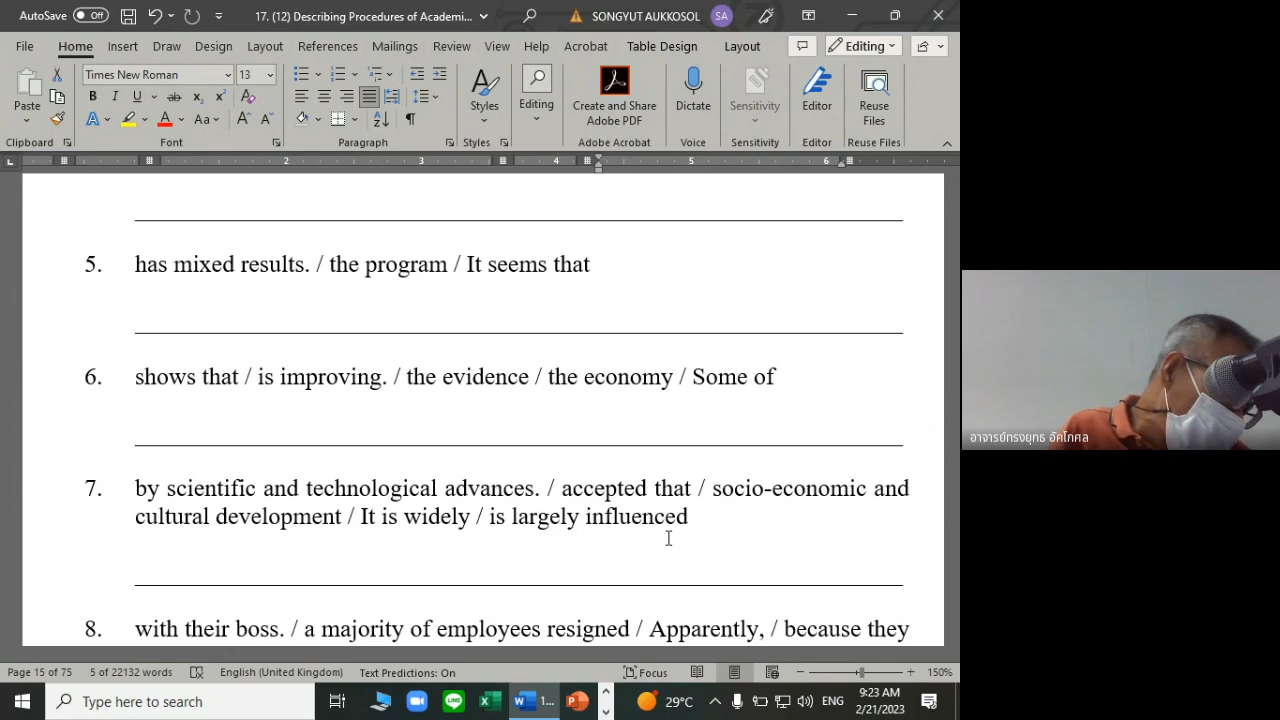 AutoSave Off 17. (12) Describing Procedures of Academi... SONGYUT AUKKOSOL SA
File Home Insert Draw Design Layout References Mailings Review View Help Acrobat Table Design Layout Editing
Times New Roman 13
Paste Styles Editing Create and Share Adobe PDF Dictate Sensitivity Editor Reuse Files
Clipboard Font Paragraph Styles Adobe Acrobat Voice Sensitivity Editor Reuse Files
2 3 4 5 6
5. has mixed results. / the program / It seems that
6. shows that / is improving. / the evidence / the economy / Some of
7. by scientific and technological advances. / accepted that / socio-economic and
cultural development / It is widely / is largely influenced
8. with their boss. / a majority of employees resigned / Apparently, / because they
อาจารย์ทรงยุทธ อัคโกศล
Page 15 of 75 5 of 22132 words English (United Kingdom) Text Predictions: On Focus 150%
Type here to search 1... 29°C ENG 9:23 AM
2/21/2023